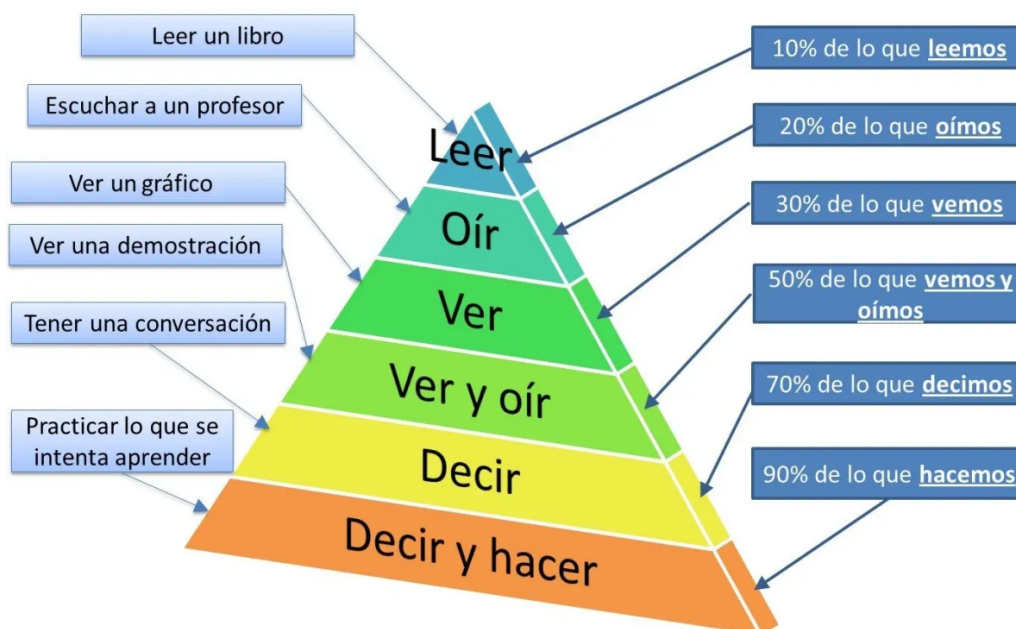 Leer un libro
Escuchar a un profesor
Ver un gráfico
Ver una demostración
Tener una conversación
Practicar lo que se
intenta aprender
Leer
Oír
Ver
Ver y oír
Decir
Decir y hacer
10% de lo que leemos
20% de lo que oímos
30% de lo que vemos
50% de lo que vemos y
oímos
70% de lo que decimos
90% de lo que hacemos